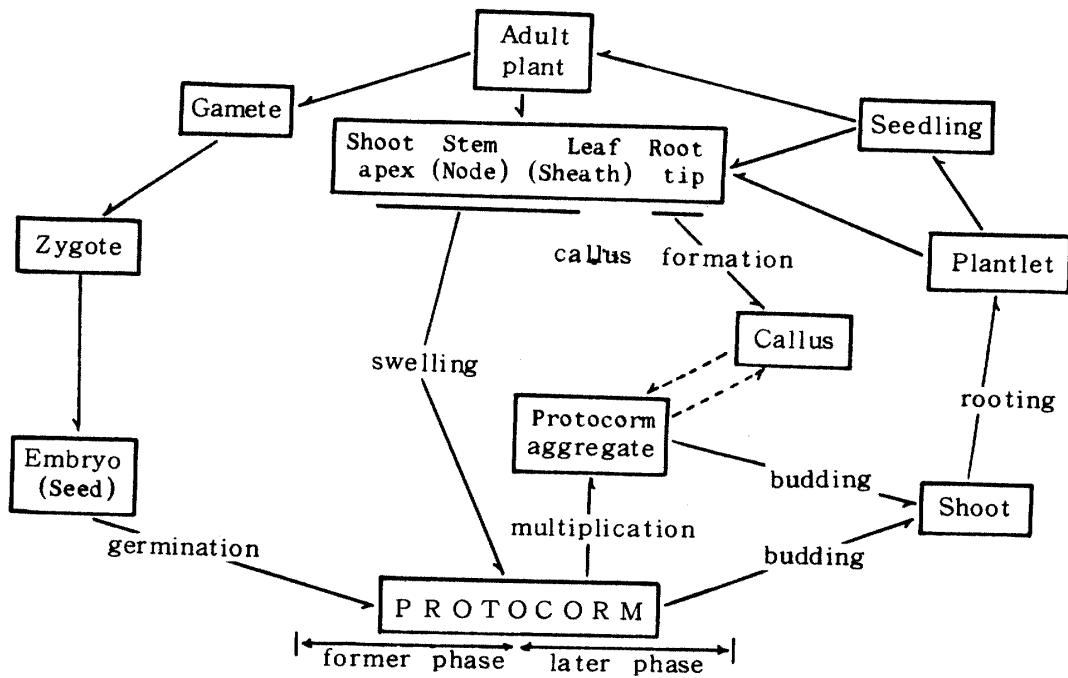 Adult
plant
Gamete
Seedling
Shoot Stem Leaf Root
apex (Node) (Sheath) tip
Zygote
callus formation
Plantlet
Callus
swelling
rooting
Protocorm
aggregate
Embryo
(Seed)
budding
Shoot
germination
multiplication
budding
PROTOCORM
former phase later phase